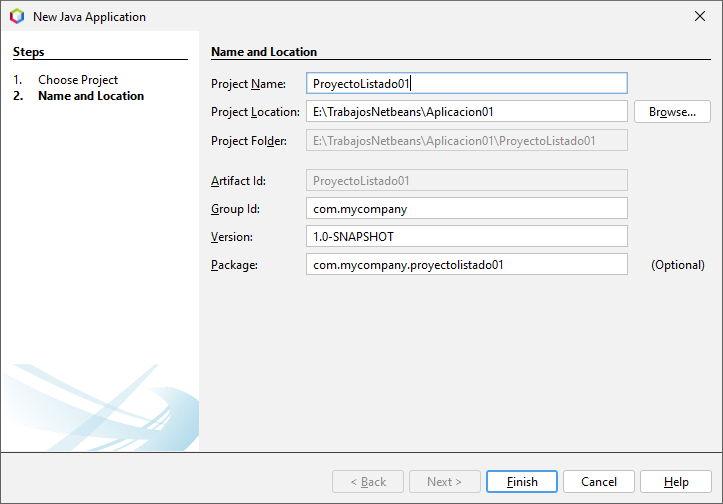 New Java Application
Steps
1. Choose Project
2. Name and Location
Name and Location
Project Name: ProyectoListado01
Project Location: E:\TrabajosNetbeans\Aplicacion01 Browse...
Project Folder: E:\TrabajosNetbeans\Aplicacion01\ProyectoListado01
Artifact Id: ProyectoListado01
Group Id: com.mycompany
Version: 1.0-SNAPSHOT
Package: com.mycompany.proyectolistado01 (Optional)
< Back Next > Finish Cancel Help